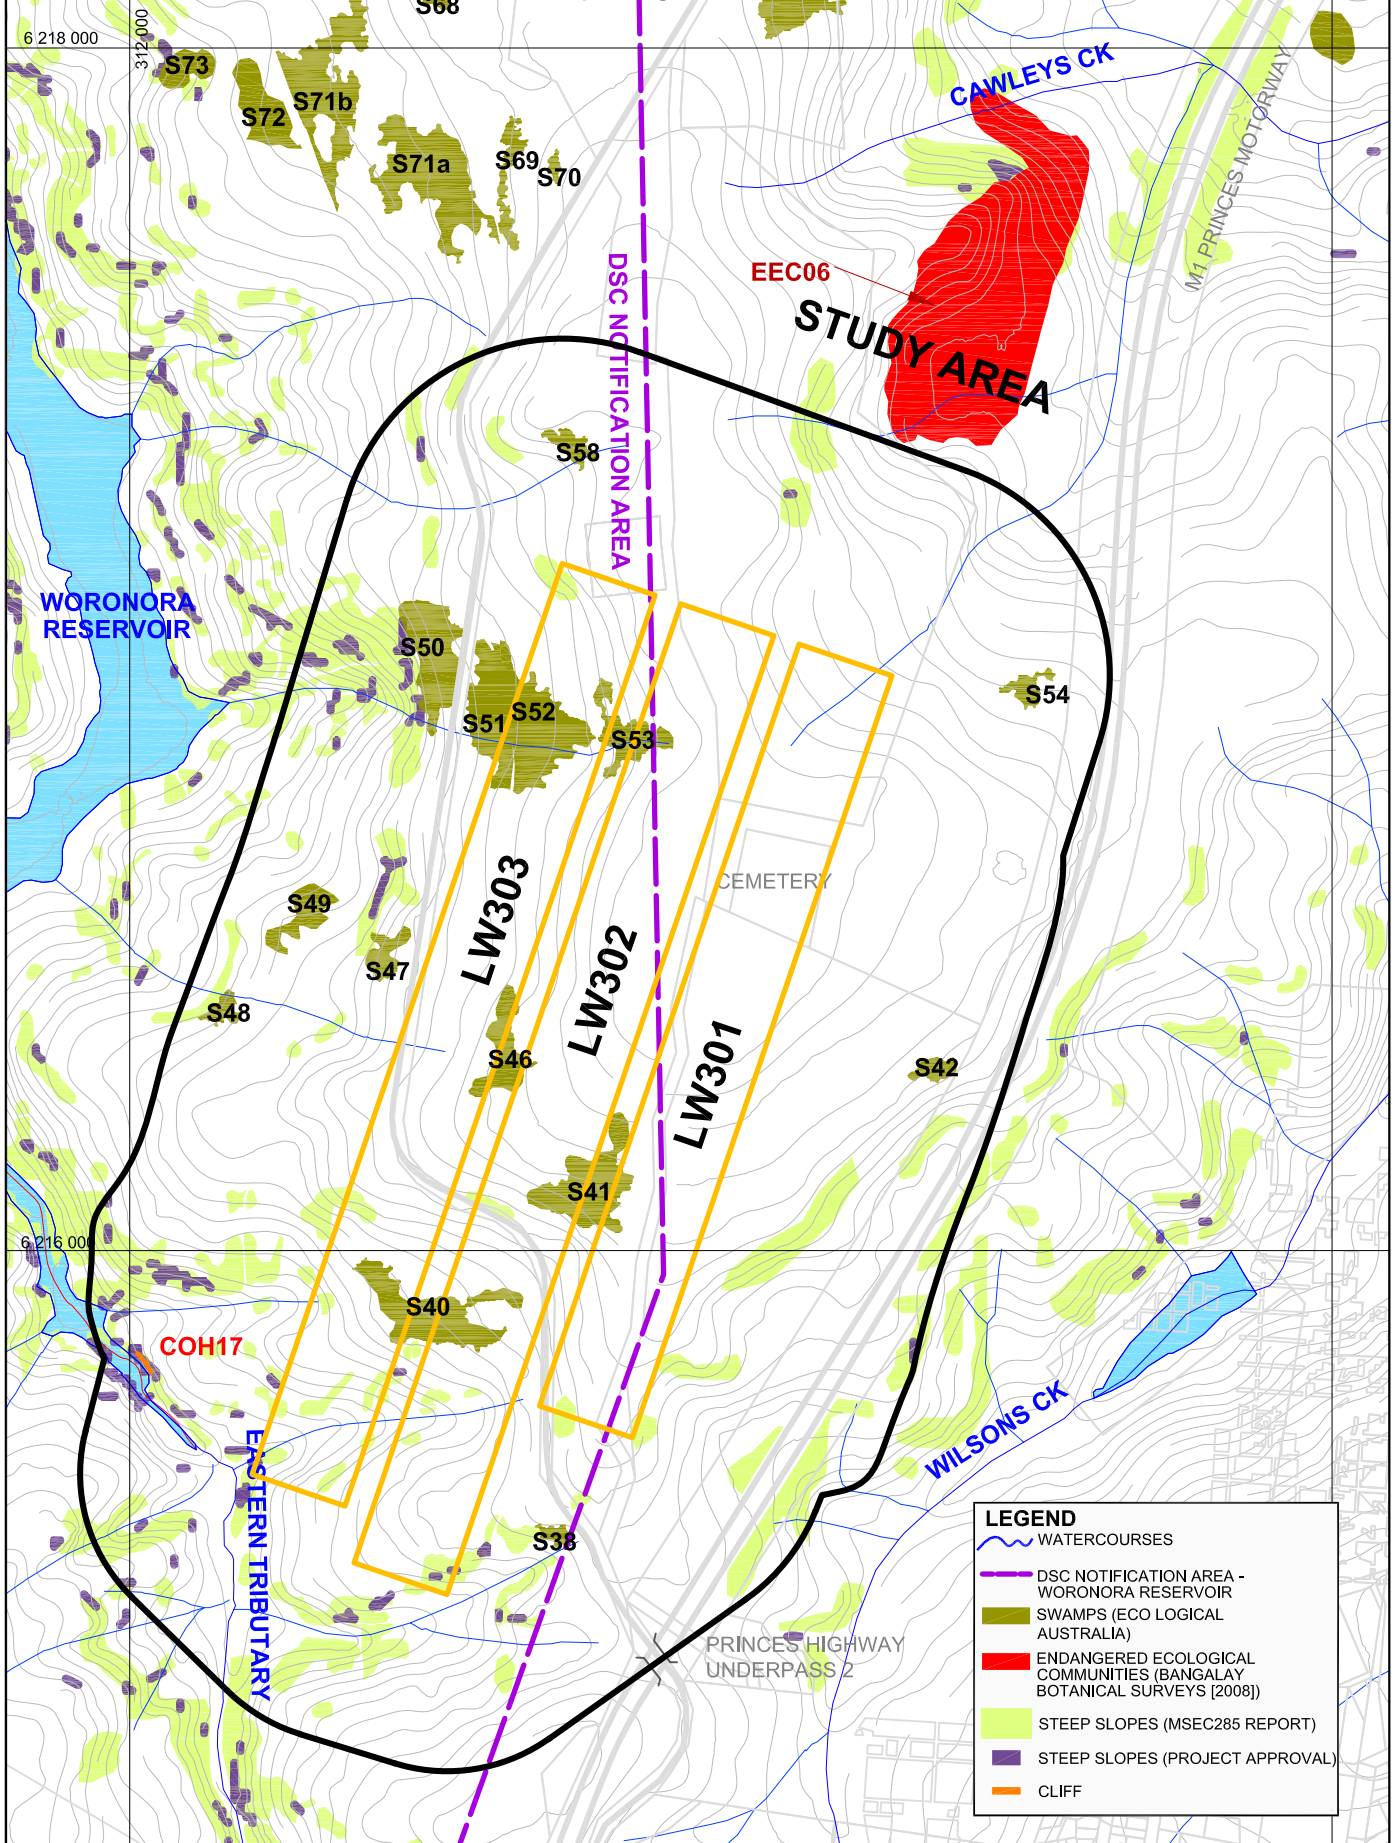 S68
6 218 000
312 000
S73
S72
S71b
S71a
S69
S70
CAWLEYS CK
M1 PRINCES MOTORWAY
DSC NOTIFICATION AREA
EEC06
STUDY AREA
S58
WORONORA
RESERVOIR
S50
S51
S52
S53
S54
CEMETERY
LW303
LW302
LW301
S49
S47
S48
S46
S42
S41
6 216 000
S40
COH17
EASTERN TRIBUTARY
WILSONS CK
S38
PRINCES HIGHWAY
UNDERPASS 2
LEGEND
WATERCOURSES
DSC NOTIFICATION AREA -
WORONORA RESERVOIR
SWAMPS (ECO LOGICAL
AUSTRALIA)
ENDANGERED ECOLOGICAL
COMMUNITIES (BANGALAY
BOTANICAL SURVEYS [2008])
STEEP SLOPES (MSEC285 REPORT)
STEEP SLOPES (PROJECT APPROVAL)
CLIFF